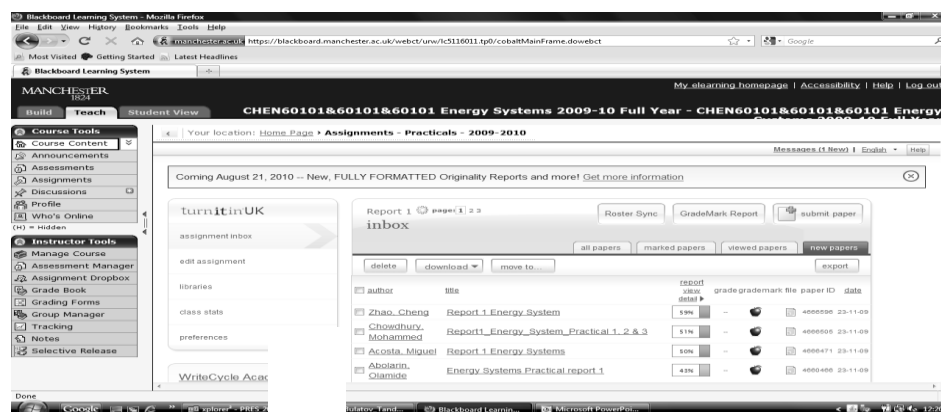 Blackboard Learning System - Mozilla Firefox
File Edit View History Bookmarks Tools Help
manchester.ac.uk https://blackboard.manchester.ac.uk/webct/urw/lc5116011.tp0/cobaltMainFrame.dowebct Google
Most Visited Getting Started Latest Headlines
Blackboard Learning System
MANCHESTER
1824
My elearning homepage | Accessibility | Help | Log out
Build Teach Student View CHEN60101&60101&60101 Energy Systems 2009-10 Full Year - CHEN60101&60101&60101 Energy
Systems 2009-10 Full Year
Course Tools
Course Content
Announcements
Assessments
Assignments
Discussions
Profile
Who's Online
(H) = Hidden
Instructor Tools
Manage Course
Assessment Manager
Assignment Dropbox
Grade Book
Grading Forms
Group Manager
Tracking
Notes
Selective Release
Your location: Home Page › Assignments - Practicals - 2009-2010
Messages (1 New) | English Help
Coming August 21, 2010 -- New, FULLY FORMATTED Originality Reports and more! Get more information
turnitinUK
assignment inbox
edit assignment
libraries
class stats
preferences
WriteCycle Acad
Report 1 page: 1 2 3
inbox
Roster Sync GradeMark Report submit paper
all papers marked papers viewed papers new papers
delete download move to... export
author title report view detail grade grademark file paper ID date
Zhao, Cheng Report 1 Energy System 59% -- 23-11-09
Chowdhury, Mohammed Report1_Energy_System_Practical 1, 2 & 3 51% -- 23-11-09
Acosta, Miguel Report 1 Energy Systems 50% -- 23-11-09
Abolarin, Olamide Energy Systems Practical report 1 43% -- 23-11-09
Done
Google Blackboard Learnin... Microsoft PowerPoi...